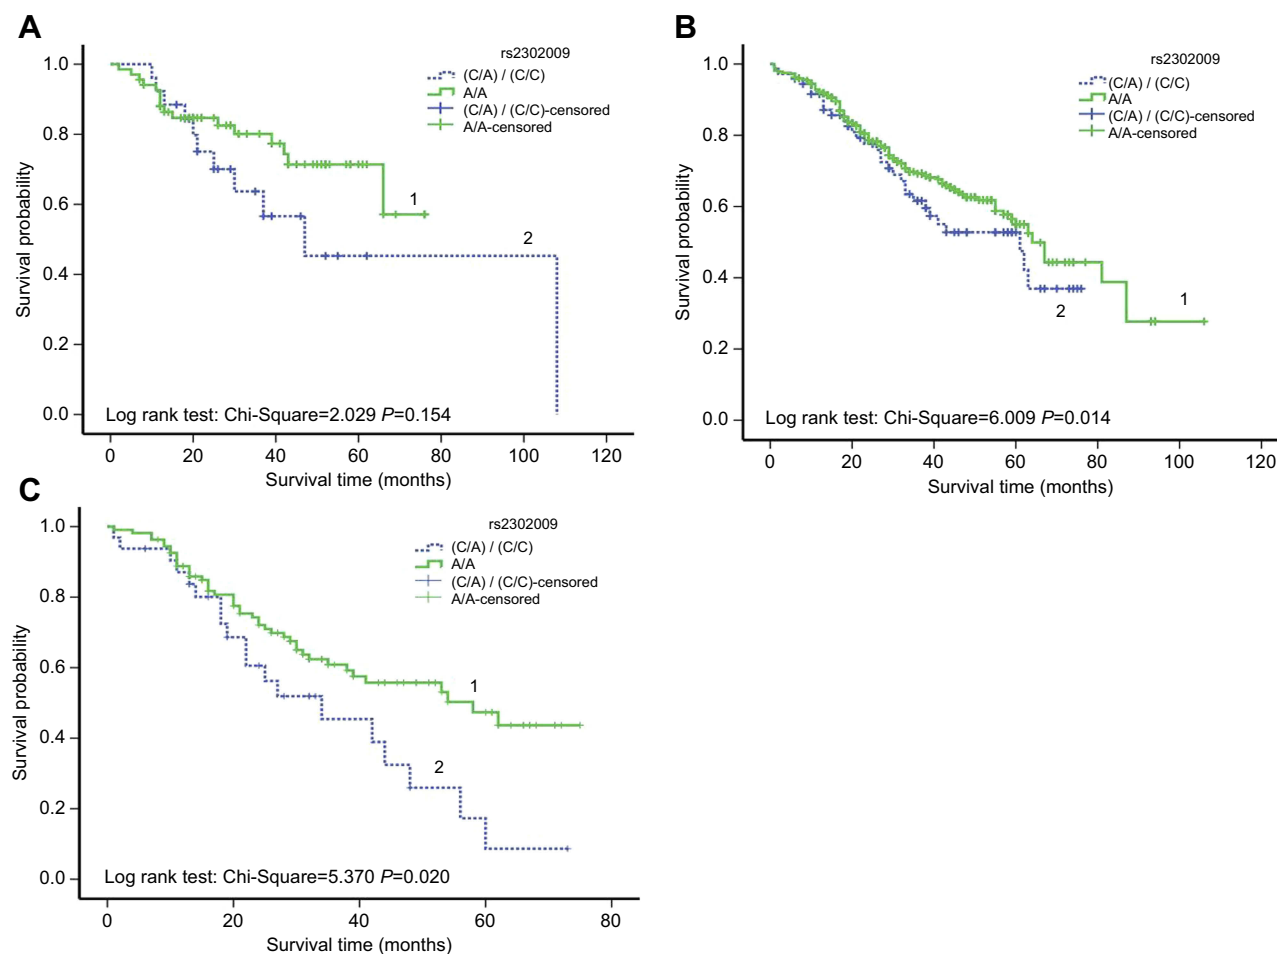 A
rs2302009
(C/A) / (C/C)
A/A
(C/A) / (C/C)-censored
A/A-censored
Survival probability
1.0
0.8
0.6
0.4
0.2
0.0
1
2
Log rank test: Chi-Square=2.029 P=0.154
0 20 40 60 80 100 120
Survival time (months)
B
rs2302009
(C/A) / (C/C)
A/A
(C/A) / (C/C)-censored
A/A-censored
Survival probability
1.0
0.8
0.6
0.4
0.2
0.0
1
2
Log rank test: Chi-Square=6.009 P=0.014
0 20 40 60 80 100 120
Survival time (months)
C
rs2302009
(C/A) / (C/C)
A/A
(C/A) / (C/C)-censored
A/A-censored
Survival probability
1.0
0.8
0.6
0.4
0.2
0.0
1
2
Log rank test: Chi-Square=5.370 P=0.020
0 20 40 60 80
Survival time (months)